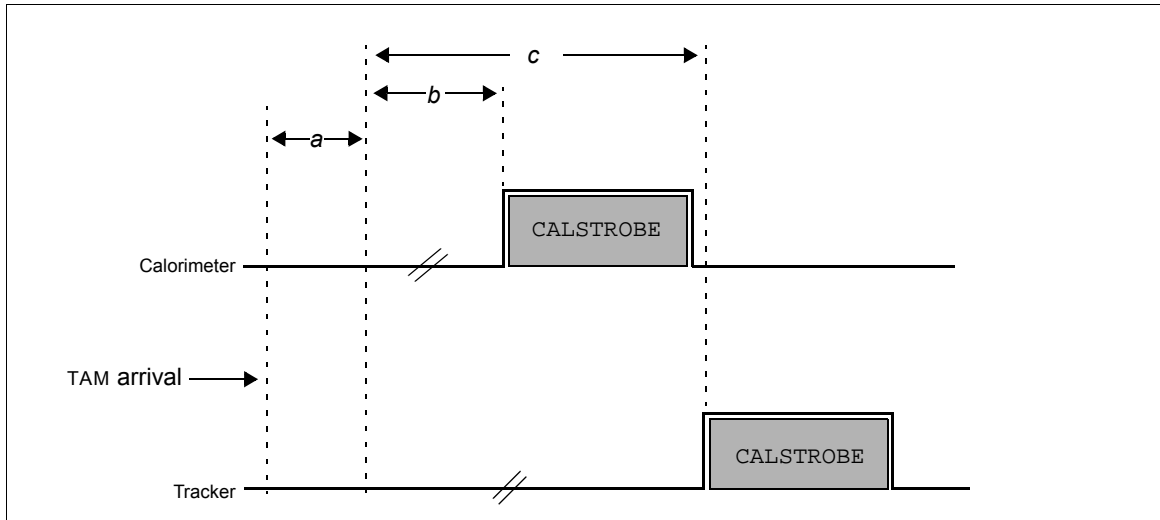 c
b
a
CALSTROBE
Calorimeter
TAM arrival
CALSTROBE
Tracker